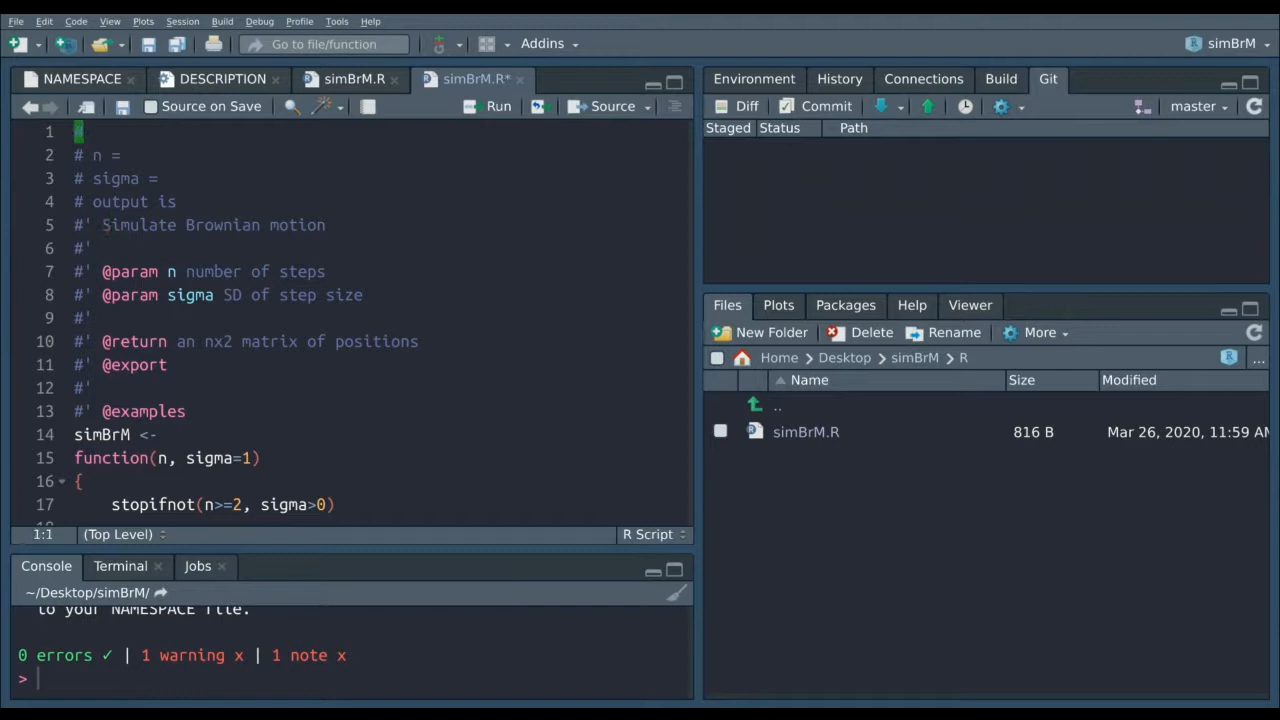 File Edit Code View Plots Session Build Debug Profile Tools Help
Go to file/function Addins simBrM
NAMESPACE DESCRIPTION simBrM.R simBrM.R*
Source on Save Run Source
1 #
2 # n =
3 # sigma =
4 # output is
5 #' Simulate Brownian motion
6 #'
7 #' @param n number of steps
8 #' @param sigma SD of step size
9 #'
10 #' @return an nx2 matrix of positions
11 #' @export
12 #'
13 #' @examples
14 simBrM <-
15 function(n, sigma=1)
16 {
17 stopifnot(n>=2, sigma>0)
18
1:1 (Top Level) R Script
Console Terminal Jobs
~/Desktop/simBrM/
to your NAMESPACE file.
0 errors ✓ | 1 warning x | 1 note x
>
Environment History Connections Build Git
Diff Commit master
Staged Status Path
Files Plots Packages Help Viewer
New Folder Delete Rename More
Home Desktop simBrM R ...
Name Size Modified
..
simBrM.R 816 B Mar 26, 2020, 11:59 A